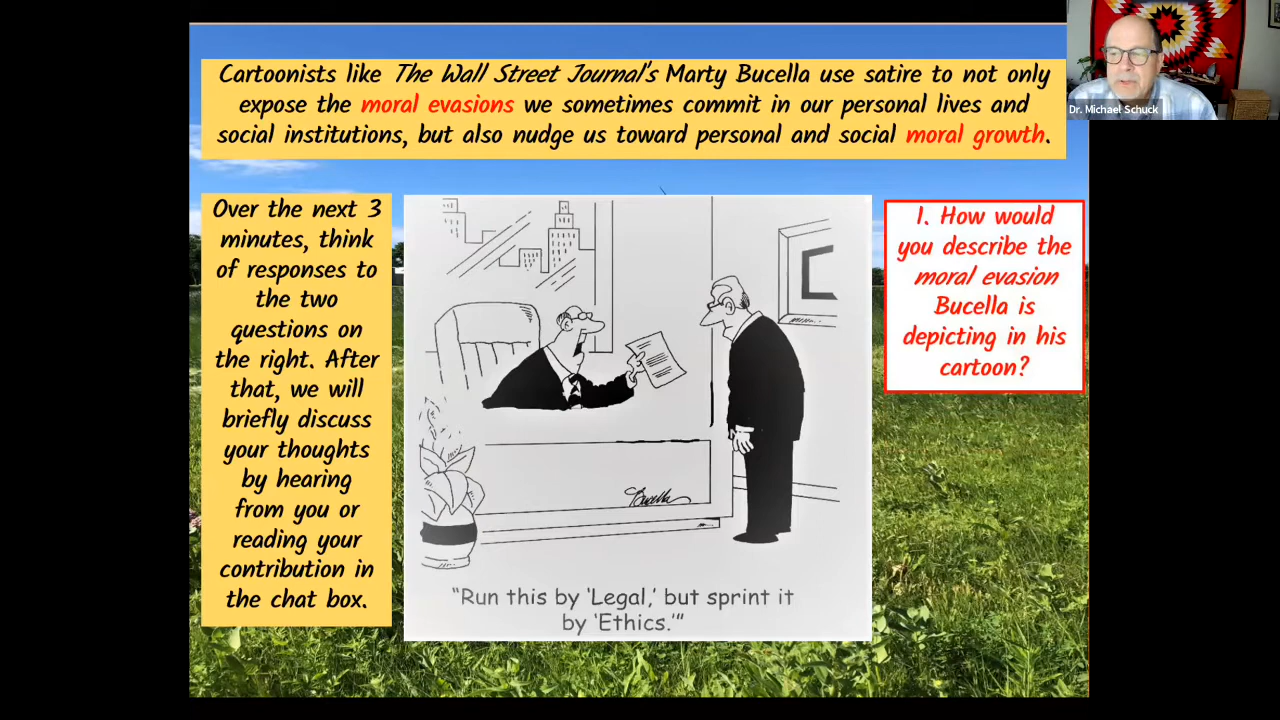 Cartoonists like The Wall Street Journal's Marty Bucella use satire to not only
expose the moral evasions we sometimes commit in our personal lives and
social institutions, but also nudge us toward personal and social moral growth.
Dr. Michael Schuck
Over the next 3
minutes, think
of responses to
the two
questions on
the right. After
that, we will
briefly discuss
your thoughts
by hearing
from you or
reading your
contribution in
the chat box.
Bucella
"Run this by 'Legal,' but sprint it
by 'Ethics.'"
1. How would
you describe the
moral evasion
Bucella is
depicting in his
cartoon?